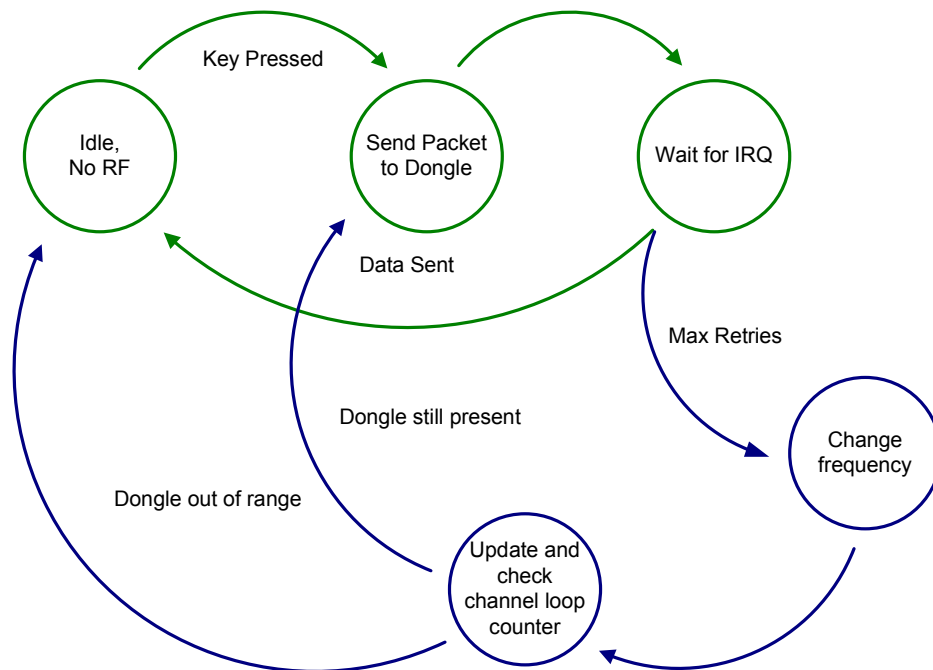 Key Pressed
Idle,
No RF
Send Packet
to Dongle
Wait for IRQ
Data Sent
Max Retries
Dongle still present
Change
frequency
Dongle out of range
Update and
check
channel loop
counter